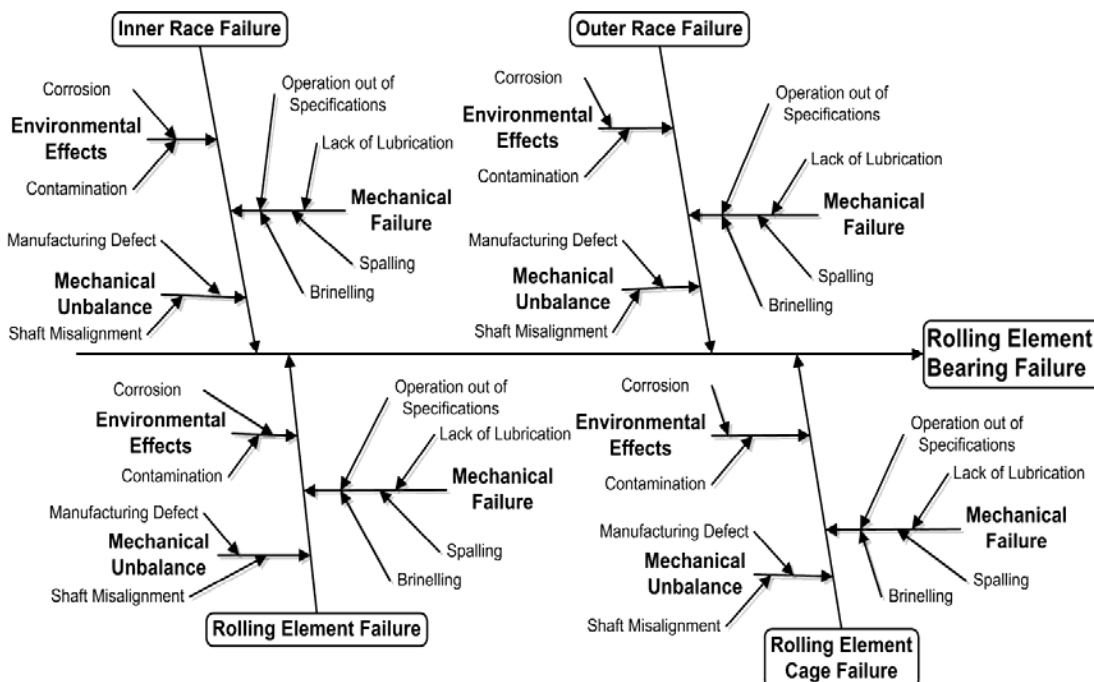 Inner Race Failure
Outer Race Failure
Corrosion
Operation out of
Specifications
Environmental
Effects
Lack of Lubrication
Contamination
Mechanical
Failure
Manufacturing Defect
Spalling
Mechanical
Unbalance
Brinelling
Shaft Misalignment
Corrosion
Operation out of
Specifications
Environmental
Effects
Lack of Lubrication
Contamination
Mechanical
Failure
Manufacturing Defect
Spalling
Mechanical
Unbalance
Brinelling
Shaft Misalignment
Rolling Element
Bearing Failure
Corrosion
Operation out of
Specifications
Environmental
Effects
Lack of Lubrication
Contamination
Mechanical
Failure
Manufacturing Defect
Mechanical
Unbalance
Spalling
Brinelling
Shaft Misalignment
Rolling Element Failure
Corrosion
Environmental
Effects
Operation out of
Specifications
Lack of Lubrication
Contamination
Mechanical
Failure
Manufacturing Defect
Mechanical
Unbalance
Spalling
Brinelling
Shaft Misalignment
Rolling Element
Cage Failure